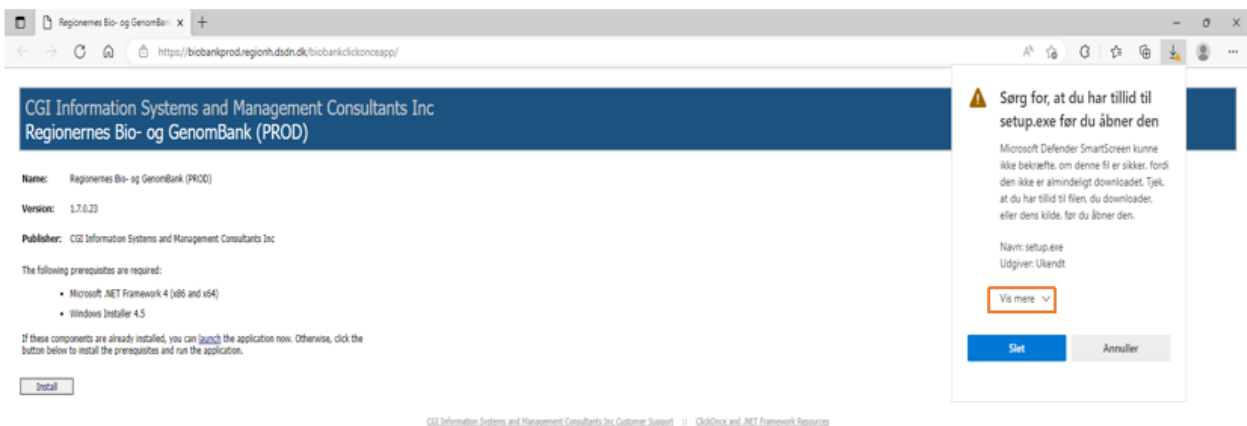 Regionernes Bio- og GenomBan
https://biobankprod.regionh.dsdn.dk/biobankclickonceapp/
CGI Information Systems and Management Consultants Inc
Regionernes Bio- og GenomBank (PROD)
Name: Regionernes Bio- og GenomBank (PROD)
Version: 1.7.0.23
Publisher: CGI Information Systems and Management Consultants Inc
The following prerequisites are required:
• Microsoft .NET Framework 4 (x86 and x64)
• Windows Installer 4.5
If these components are already installed, you can launch the application now. Otherwise, click the
button below to install the prerequisites and run the application.
Install
CGI Information Systems and Management Consultants Inc Customer Support :: ClickOnce and .NET Framework Resources
Sørg for, at du har tillid til
setup.exe før du åbner den
Microsoft Defender SmartScreen kunne
ikke bekræfte, om denne fil er sikker, fordi
den ikke er almindeligt downloadet. Tjek,
at du har tillid til filen, du downloader,
eller dens kilde, før du åbner den.
Navn: setup.exe
Udgiver: Ukendt
Vis mere
Slet
Annuller